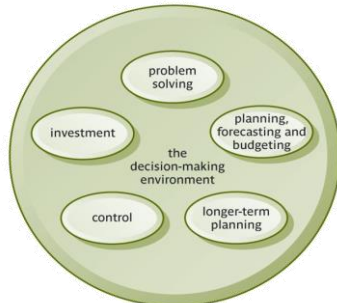 problem
solving
investment
planning,
forecasting and
budgeting
the
decision-making
environment
control
longer-term
planning